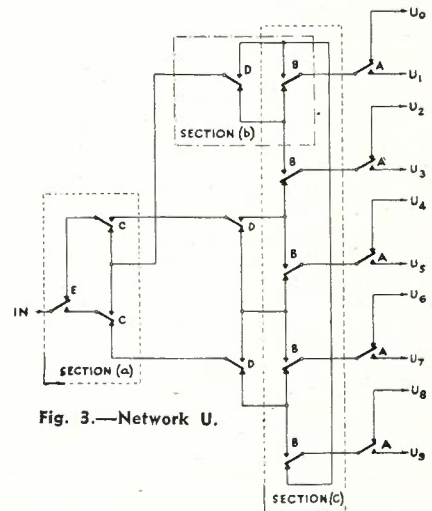 U0
D
B
A
U1
SECTION (b)
U2
B
A
U3
C
D
U4
E
B
A
U5
IN
C
U6
D
B
A
U7
SECTION (a)
U8
Fig. 3.—Network U.
B
A
U9
SECTION (C)